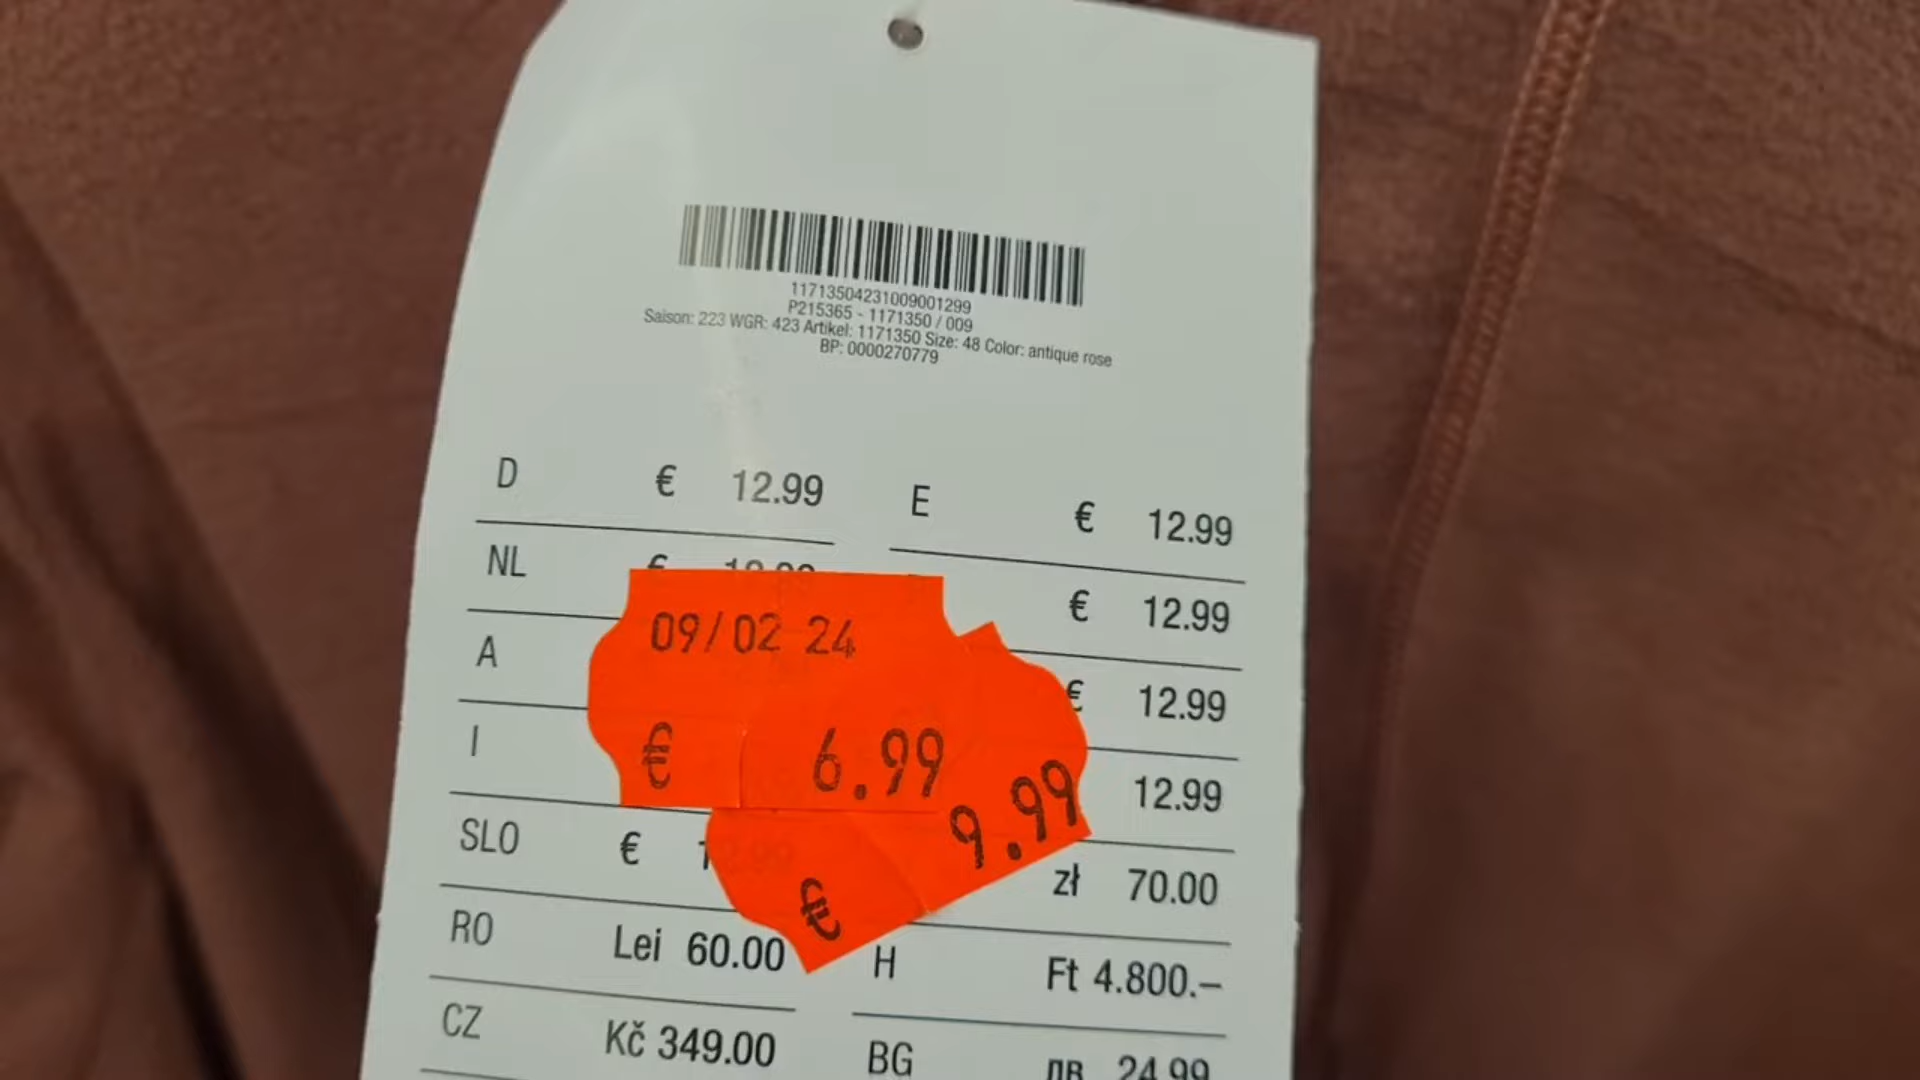 11713504231009001299
P215365 - 1171350 / 009
Saison: 223 WGR: 423 Artikel: 1171350 Size: 48 Color: antique rose
BP: 0000270779
D € 12.99 E € 12.99
NL € € 12.99
09/02 24
A € 12.99
I 12.99
€ 6.99
9.99
€
SLO € zł 70.00
RO Lei 60.00 H Ft 4.800.–
CZ Kč 349.00 BG лв 24.99